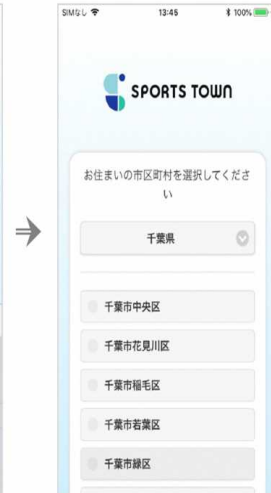 SIMなし 13:45 100%
SPORTS TOWN
お住まいの市区町村を選択してくださ
い
千葉県
千葉市中央区
千葉市花見川区
千葉市稲毛区
千葉市若葉区
千葉市緑区